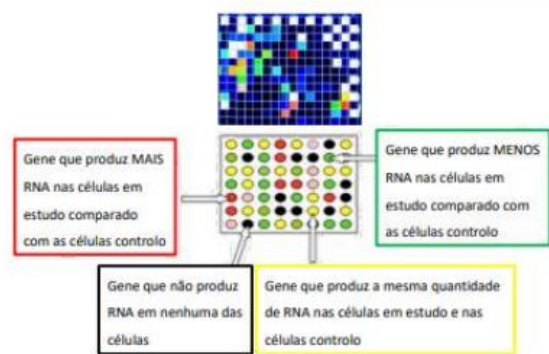 Gene que produz MAIS
RNA nas células em
estudo comparado
com as células controlo
Gene que produz MENOS
RNA nas células em
estudo comparado com
as células controlo
Gene que não produz
RNA em nenhuma das
células
Gene que produz a mesma quantidade
de RNA nas células em estudo e nas
células controlo